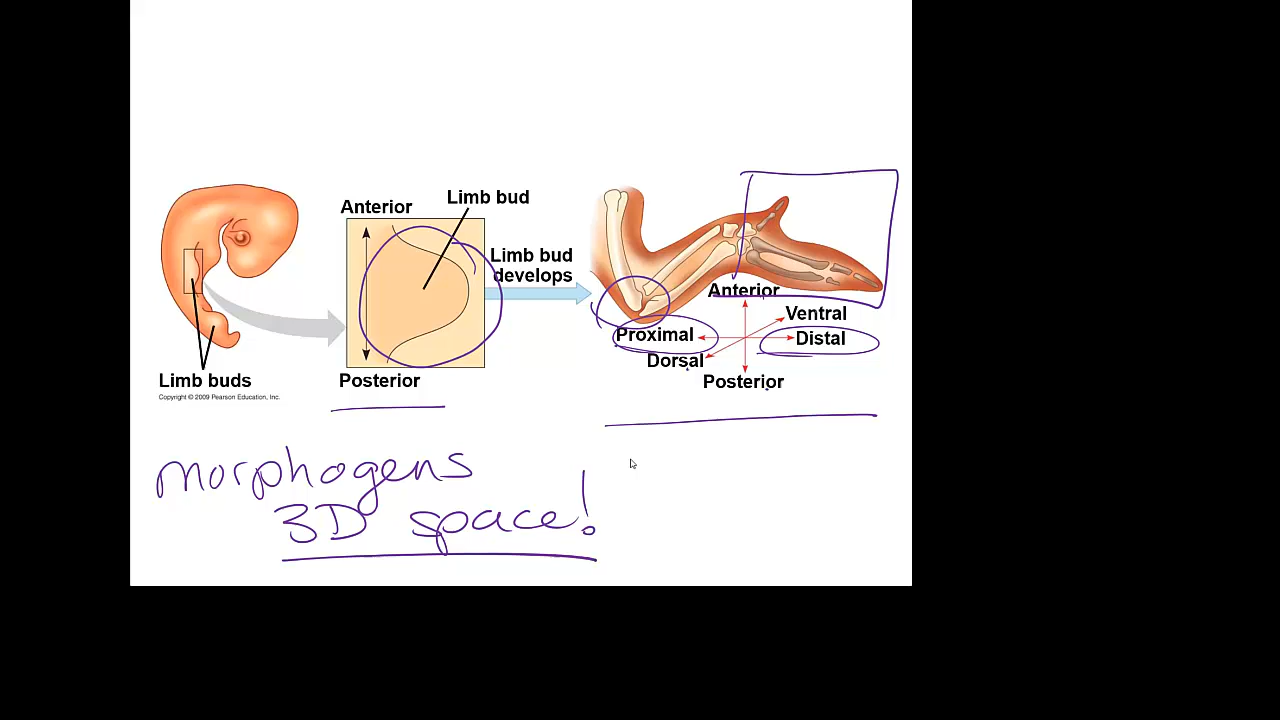 Limb bud
Anterior
Limb bud
develops
Anterior
Ventral
Proximal
Distal
Dorsal
Limb buds
Posterior
Posterior
Copyright © 2009 Pearson Education, Inc.
morphogens
3D space!